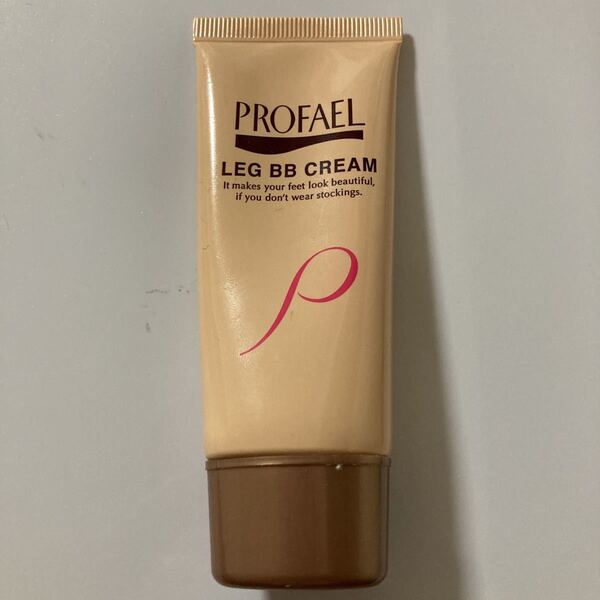 PROFAEL
LEG BB CREAM
It makes your feet look beautiful,
if you don't wear stockings.